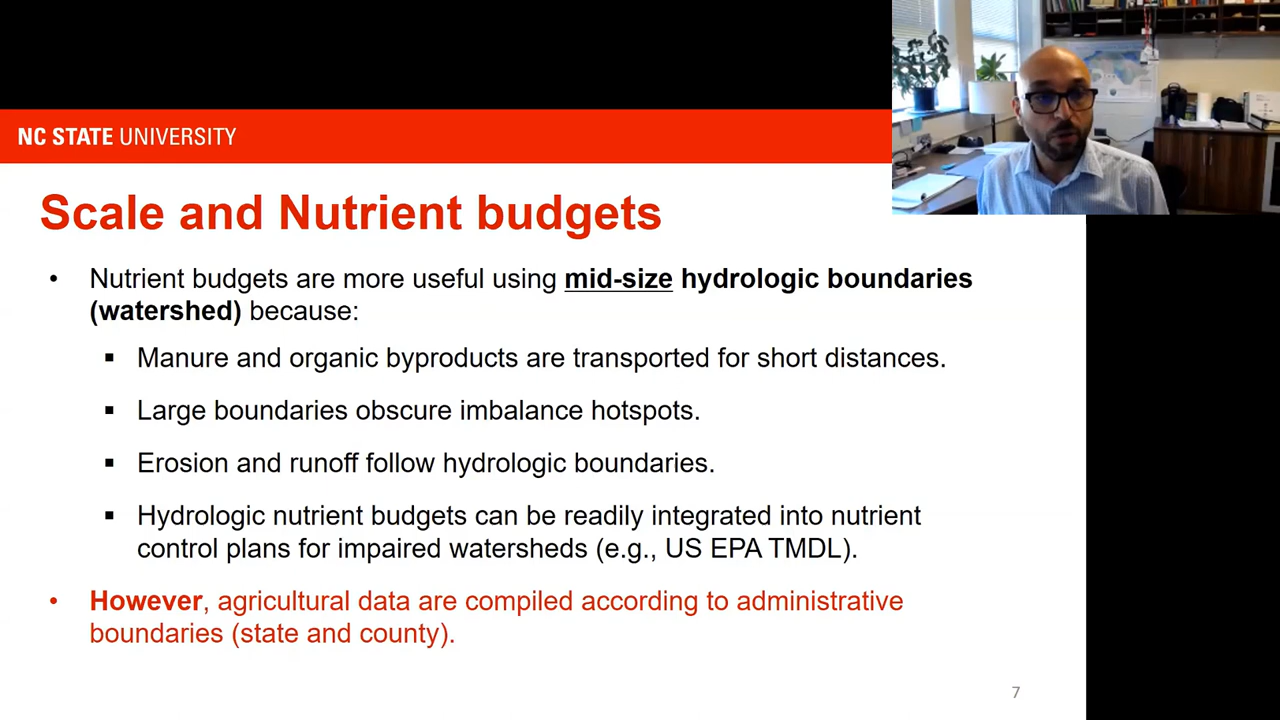 NC STATE UNIVERSITY
Scale and Nutrient budgets
• Nutrient budgets are more useful using mid-size hydrologic boundaries
(watershed) because:
▪ Manure and organic byproducts are transported for short distances.
▪ Large boundaries obscure imbalance hotspots.
▪ Erosion and runoff follow hydrologic boundaries.
▪ Hydrologic nutrient budgets can be readily integrated into nutrient
control plans for impaired watersheds (e.g., US EPA TMDL).
• However, agricultural data are compiled according to administrative
boundaries (state and county).
7